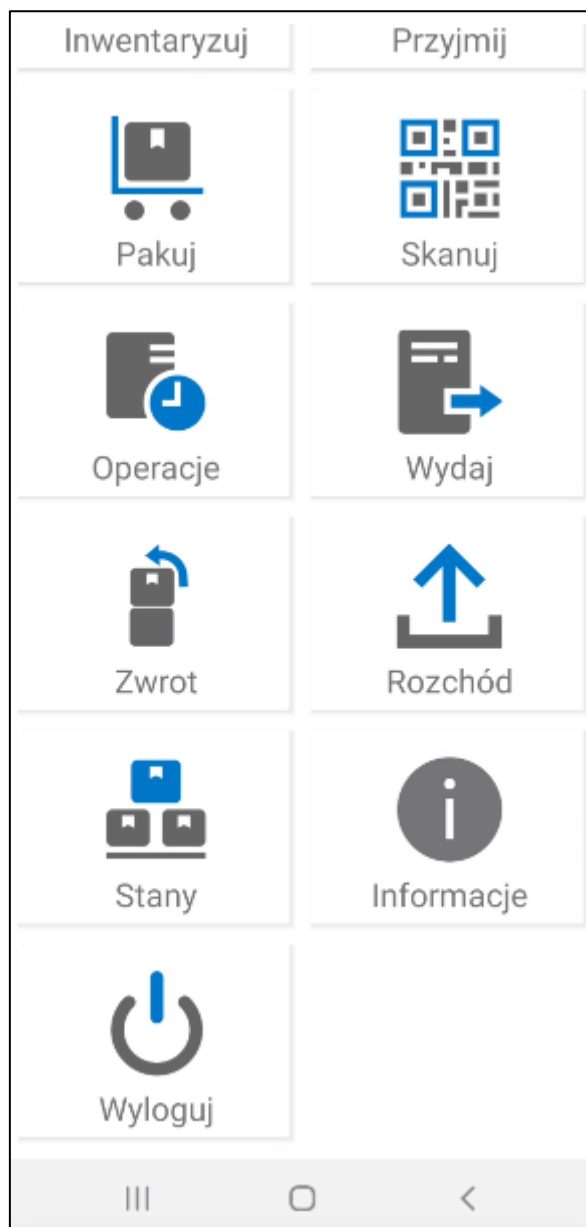 Inwentaryzuj Przyjmij
Pakuj Skanuj
Operacje Wydaj
Zwrot Rozchód
Stany Informacje
Wyloguj